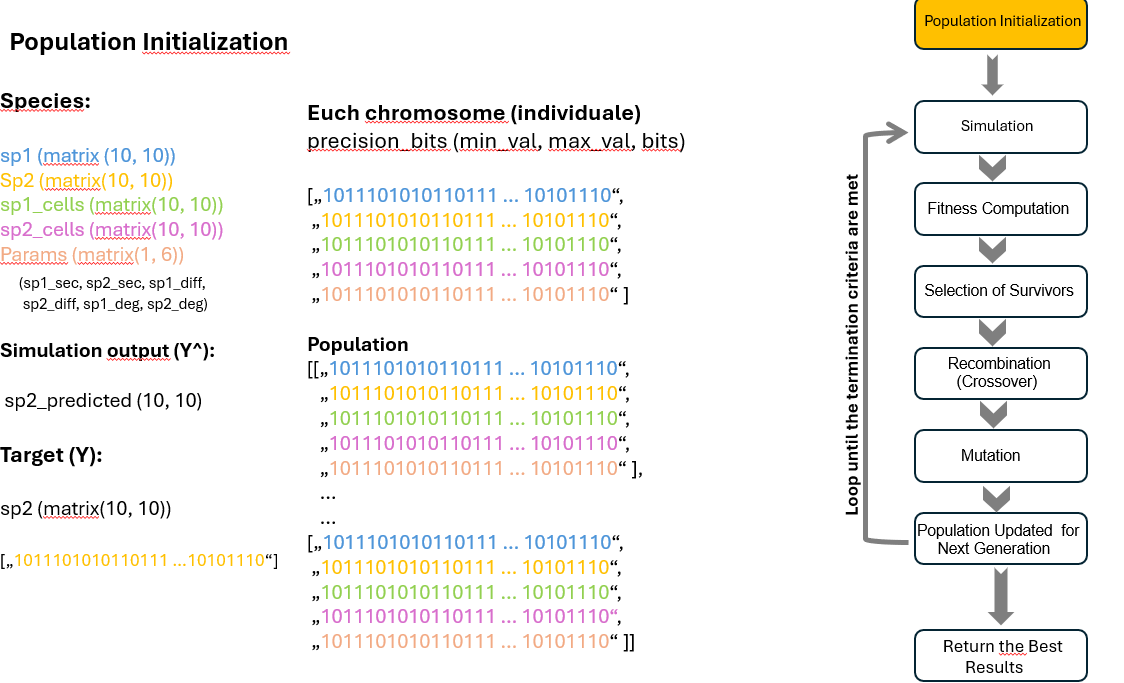 Population Initialization
Species:
sp1 (matrix (10, 10))
Sp2 (matrix(10, 10))
sp1_cells (matrix(10, 10))
sp2_cells (matrix(10, 10))
Params (matrix(1, 6))
(sp1_sec, sp2_sec, sp1_diff,
sp2_diff, sp1_deg, sp2_deg)
Simulation output (Y^):
sp2_predicted (10, 10)
Target (Y):
sp2 (matrix(10, 10))
[„1011101010110111 ...10101110“]
Euch chromosome (individuale)
precision_bits (min_val, max_val, bits)
[„1011101010110111 ... 10101110“,
„1011101010110111 ... 10101110“,
„1011101010110111 ... 10101110“,
„1011101010110111 ... 10101110“,
„1011101010110111 ... 10101110“ ]
Population
[[„1011101010110111 ... 10101110“,
„1011101010110111 ... 10101110“,
„1011101010110111 ... 10101110“,
„1011101010110111 ... 10101110“,
„1011101010110111 ... 10101110“ ],
...
...
[„1011101010110111 ... 10101110“,
„1011101010110111 ... 10101110“,
„1011101010110111 ... 10101110“,
„1011101010110111 ... 10101110“,
„1011101010110111 ... 10101110“ ]]
Population Initialization
Simulation
Fitness Computation
Selection of Survivors
Recombination
(Crossover)
Mutation
Population Updated for
Next Generation
Return the Best
Results
Loop until the termination criteria are met